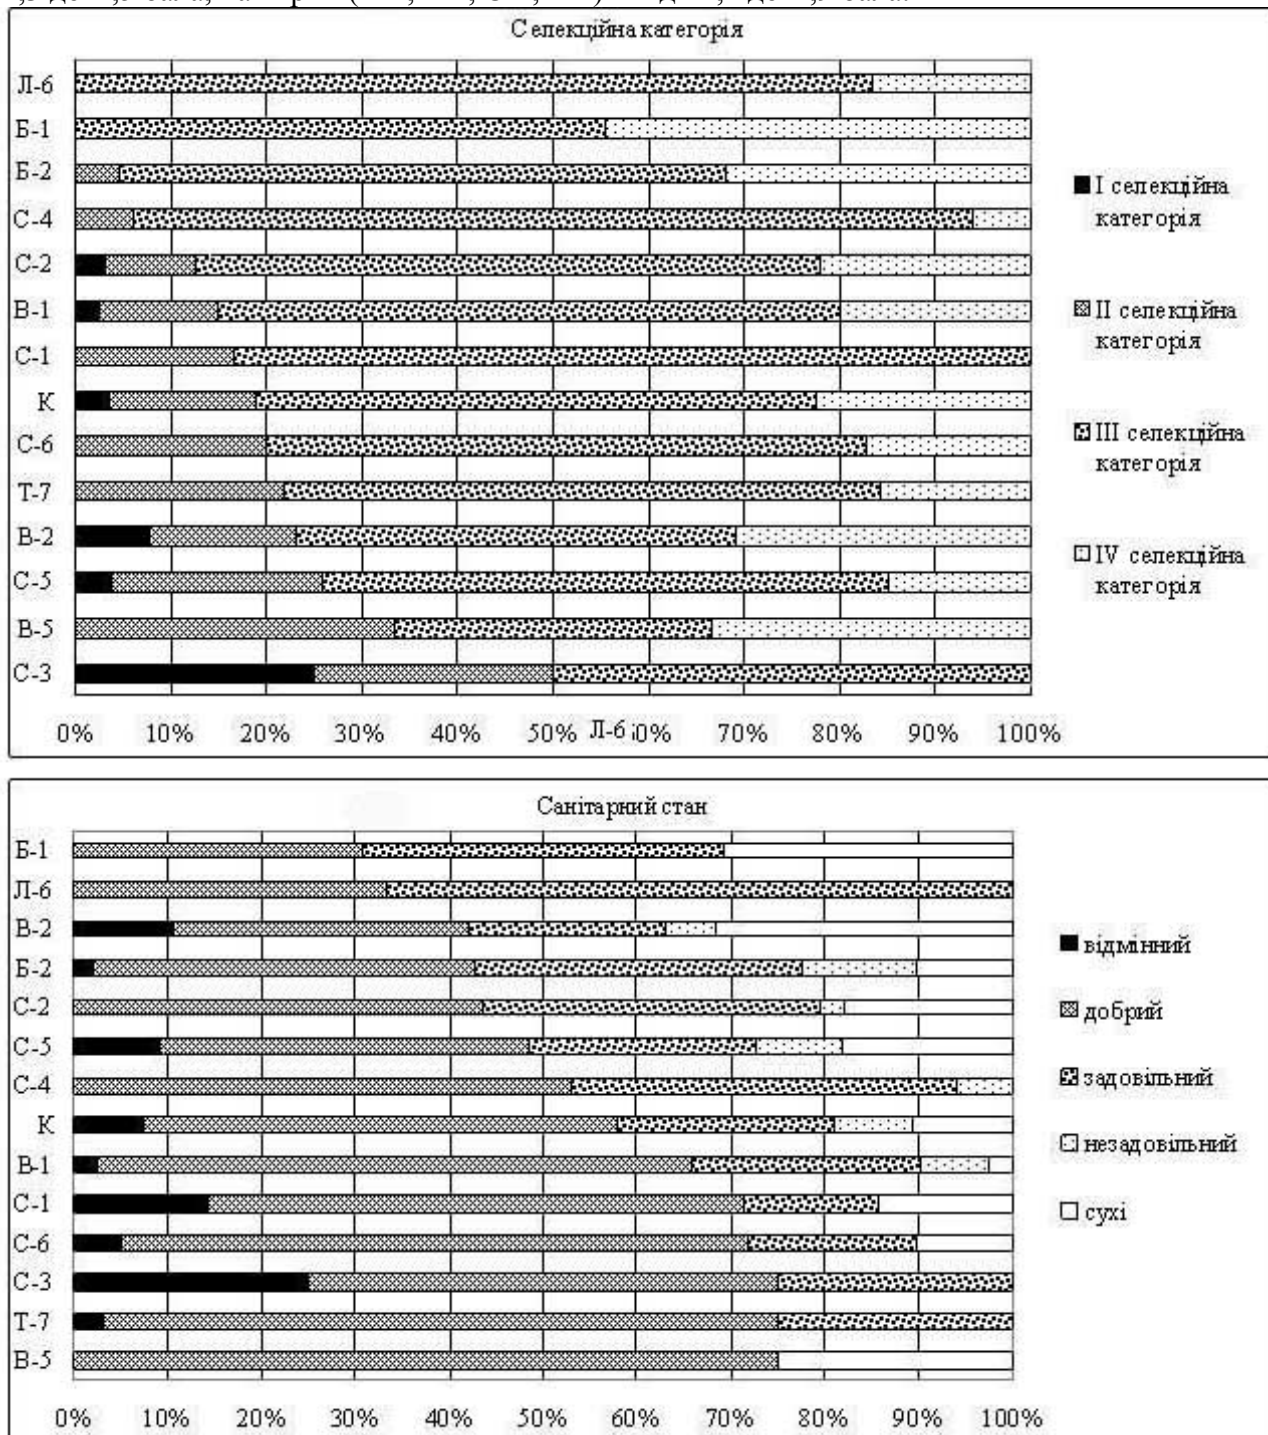 Селекційна категорія
Л-6
Б-1
Б-2
С-4
С-2
В-1
С-1
К
С-6
Т-7
В-2
С-5
В-5
С-3
I селекційна
категорія
II селекційна
категорія
III селекційна
категорія
IV селекційна
категорія
0% 10% 20% 30% 40% 50% Л-6 0% 70% 80% 90% 100%
Санітарний стан
Б-1
Л-6
В-2
Б-2
С-2
С-5
С-4
К
В-1
С-1
С-6
С-3
Т-7
В-5
відмінний
добрий
задовільний
незадовільний
сухі
0% 10% 20% 30% 40% 50% 60% 70% 80% 90% 100%